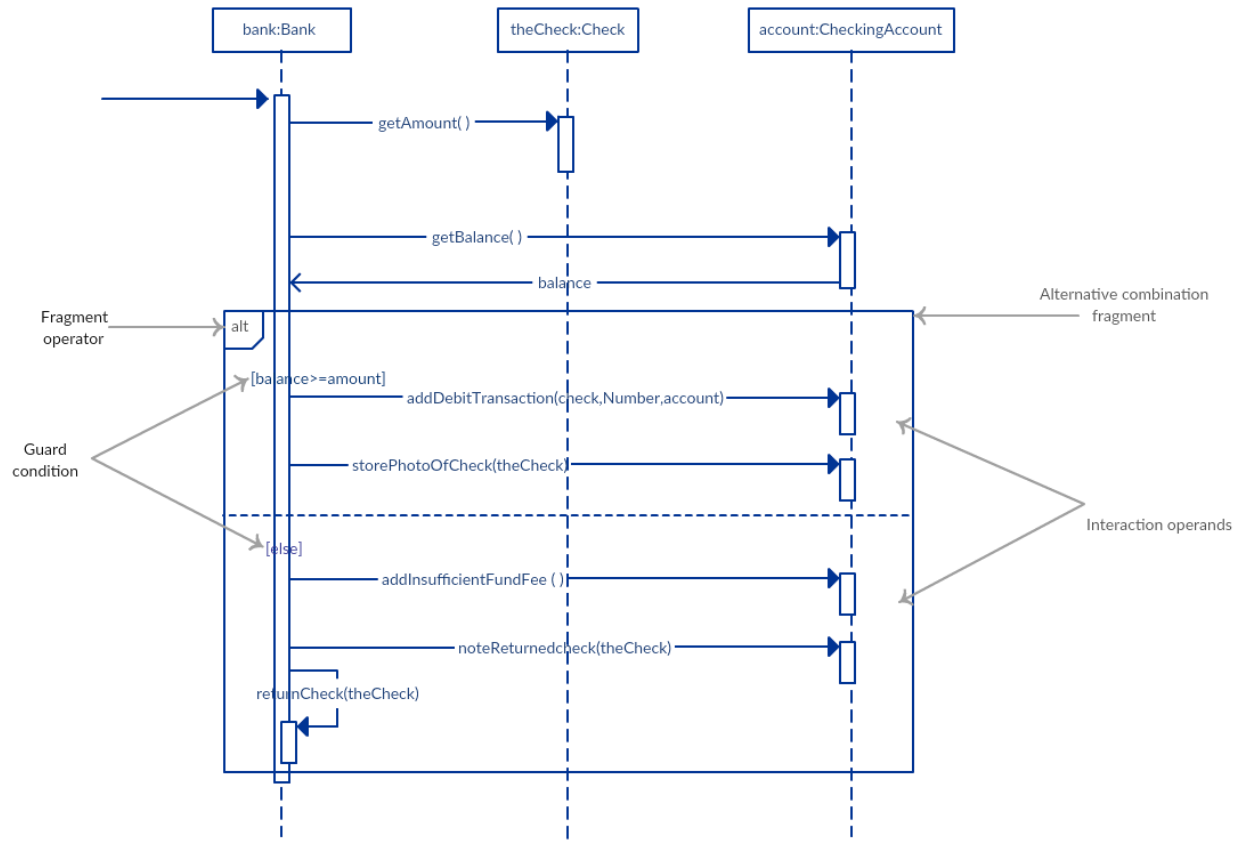 bank:Bank
theCheck:Check
account:CheckingAccount
getAmount( )
getBalance( )
balance
Alternative combination
fragment
Fragment
operator
alt
[balance>=amount]
addDebitTransaction(check,Number,account)
Guard
condition
storePhotoOfCheck(theCheck)
Interaction operands
[else]
addInsufficientFundFee ( )
noteReturnedcheck(theCheck)
returnCheck(theCheck)